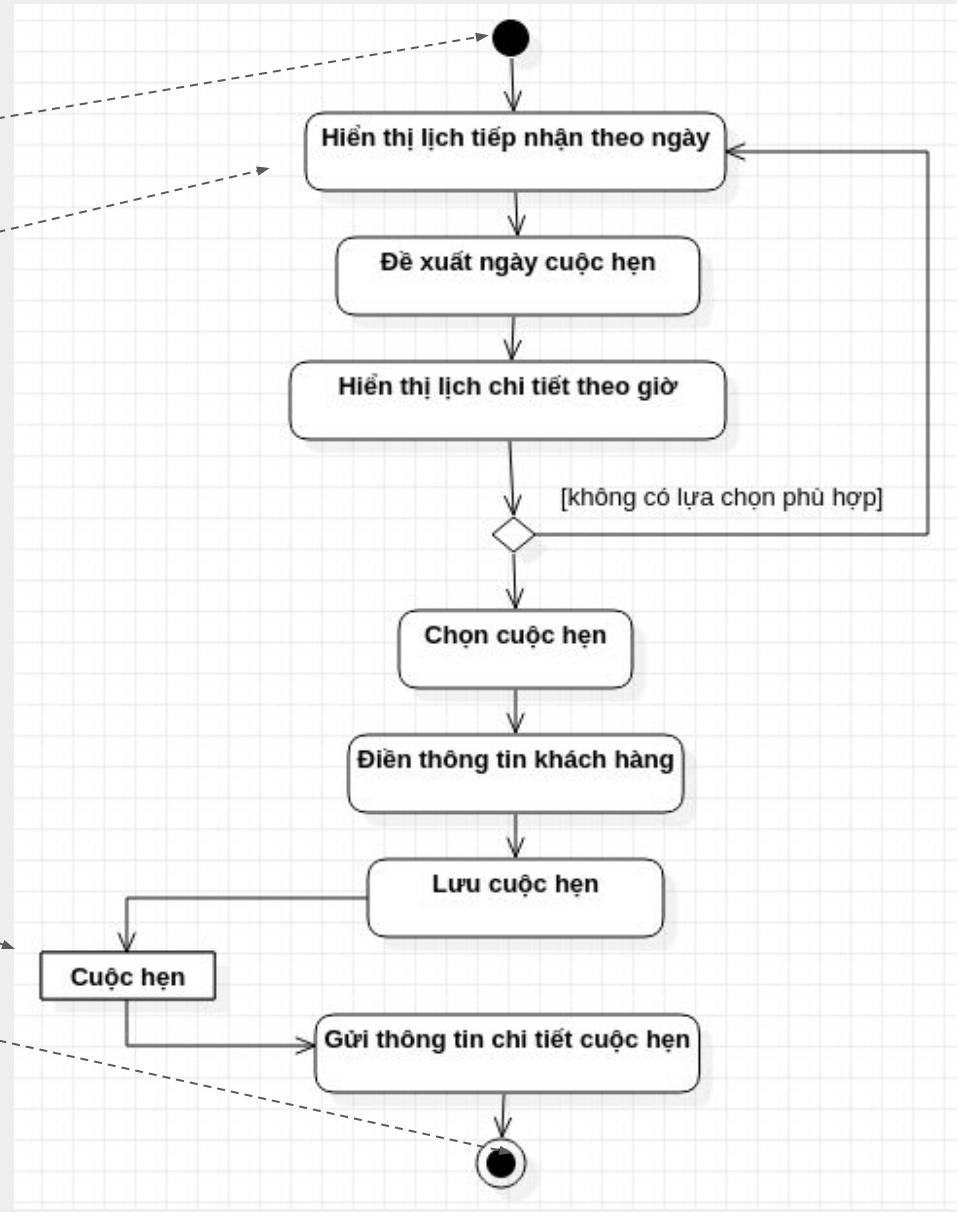 Hiển thị lịch tiếp nhận theo ngày
Đề xuất ngày cuộc hẹn
Hiển thị lịch chi tiết theo giờ
[không có lựa chọn phù hợp]
Chọn cuộc hẹn
Điền thông tin khách hàng
Lưu cuộc hẹn
Cuộc hẹn
Gửi thông tin chi tiết cuộc hẹn